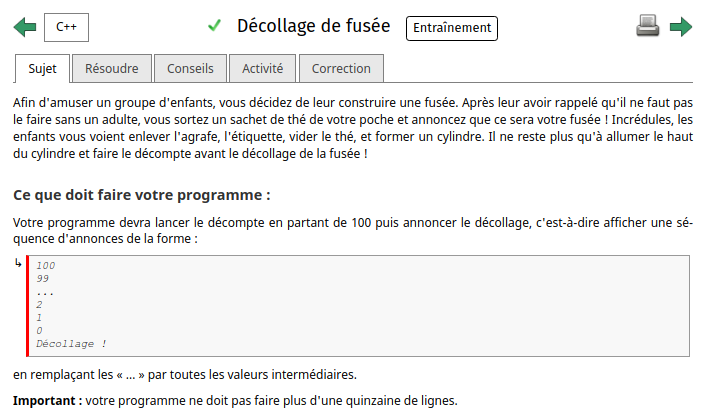 C++
Décollage de fusée
Entraînement
Sujet
Résoudre
Conseils
Activité
Correction
Afin d'amuser un groupe d'enfants, vous décidez de leur construire une fusée. Après leur avoir rappelé qu'il ne faut pas
le faire sans un adulte, vous sortez un sachet de thé de votre poche et annoncez que ce sera votre fusée ! Incrédules, les
enfants vous voient enlever l'agrafe, l'étiquette, vider le thé, et former un cylindre. Il ne reste plus qu'à allumer le haut
du cylindre et faire le décompte avant le décollage de la fusée !
Ce que doit faire votre programme :
Votre programme devra lancer le décompte en partant de 100 puis annoncer le décollage, c'est-à-dire afficher une sé-
quence d'annonces de la forme :
100
99
...
2
1
0
Décollage !
en remplaçant les « ... » par toutes les valeurs intermédiaires.
Important : votre programme ne doit pas faire plus d'une quinzaine de lignes.